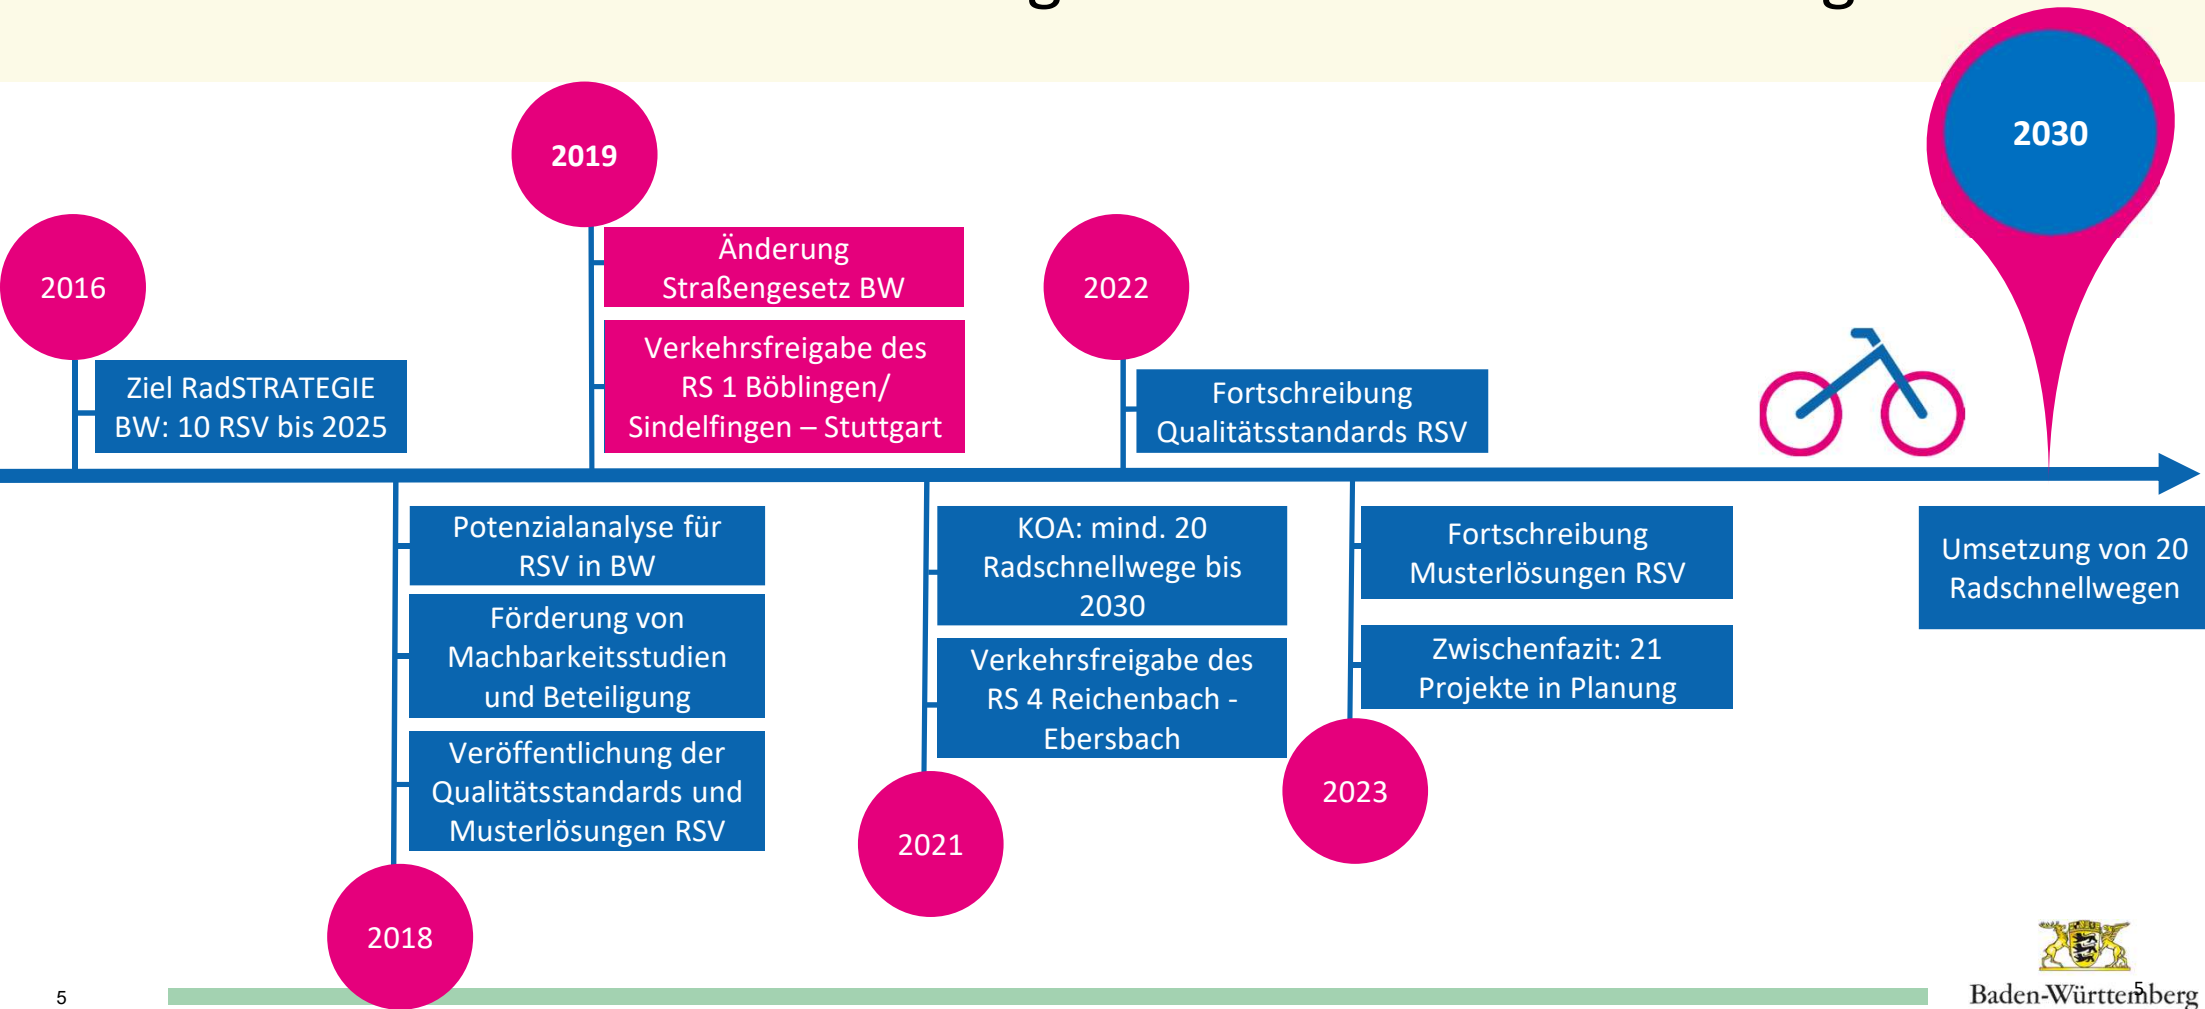 2030
2019
2016
Änderung
Straßengesetz BW
2022
Verkehrsfreigabe des
RS 1 Böblingen/
Sindelfingen – Stuttgart
Ziel RadSTRATEGIE
BW: 10 RSV bis 2025
Fortschreibung
Qualitätsstandards RSV
Potenzialanalyse für
RSV in BW
Förderung von
Machbarkeitsstudien
und Beteiligung
Veröffentlichung der
Qualitätsstandards und
Musterlösungen RSV
2018
KOA: mind. 20
Radschnellwege bis
2030
Verkehrsfreigabe des
RS 4 Reichenbach -
Ebersbach
2021
Fortschreibung
Musterlösungen RSV
Zwischenfazit: 21
Projekte in Planung
2023
Umsetzung von 20
Radschnellwegen
5
Baden-Württemberg
5